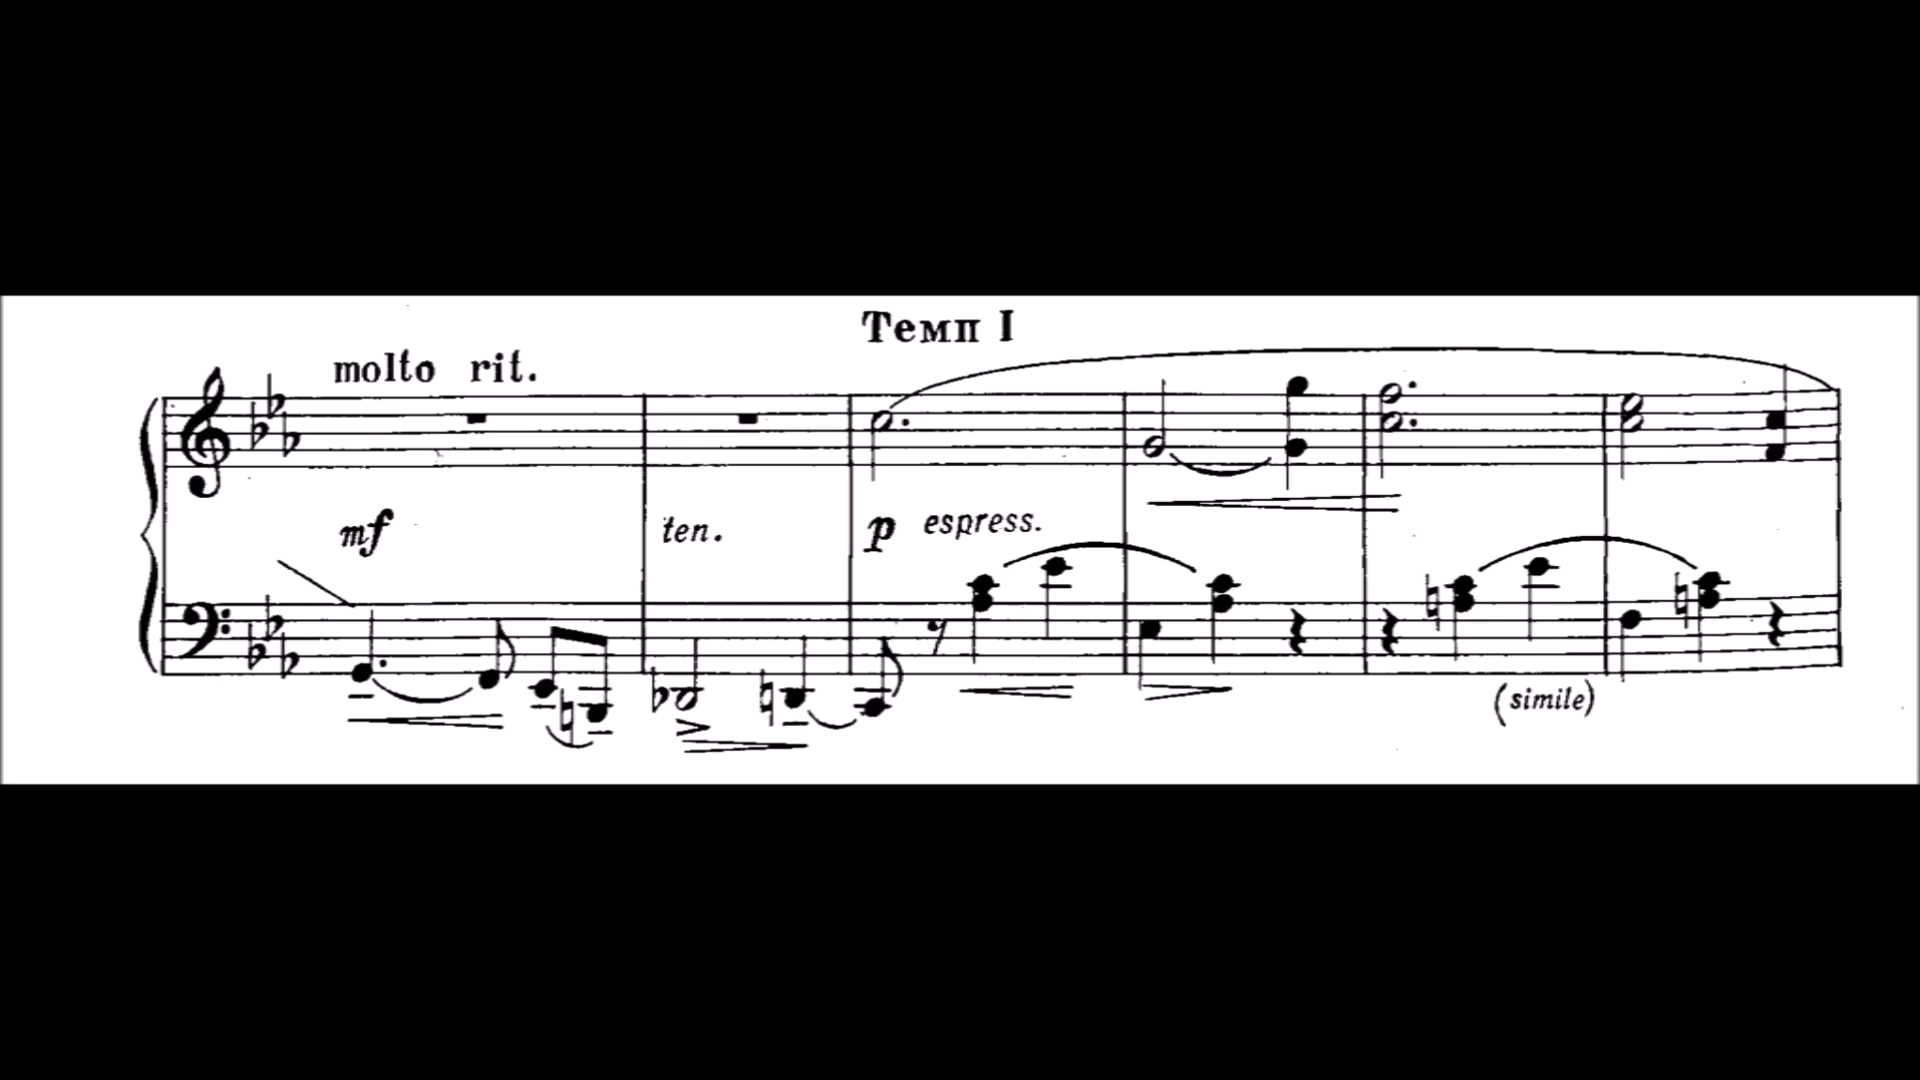 Темп I
molto rit.
mf ten. p espress.
(simile)